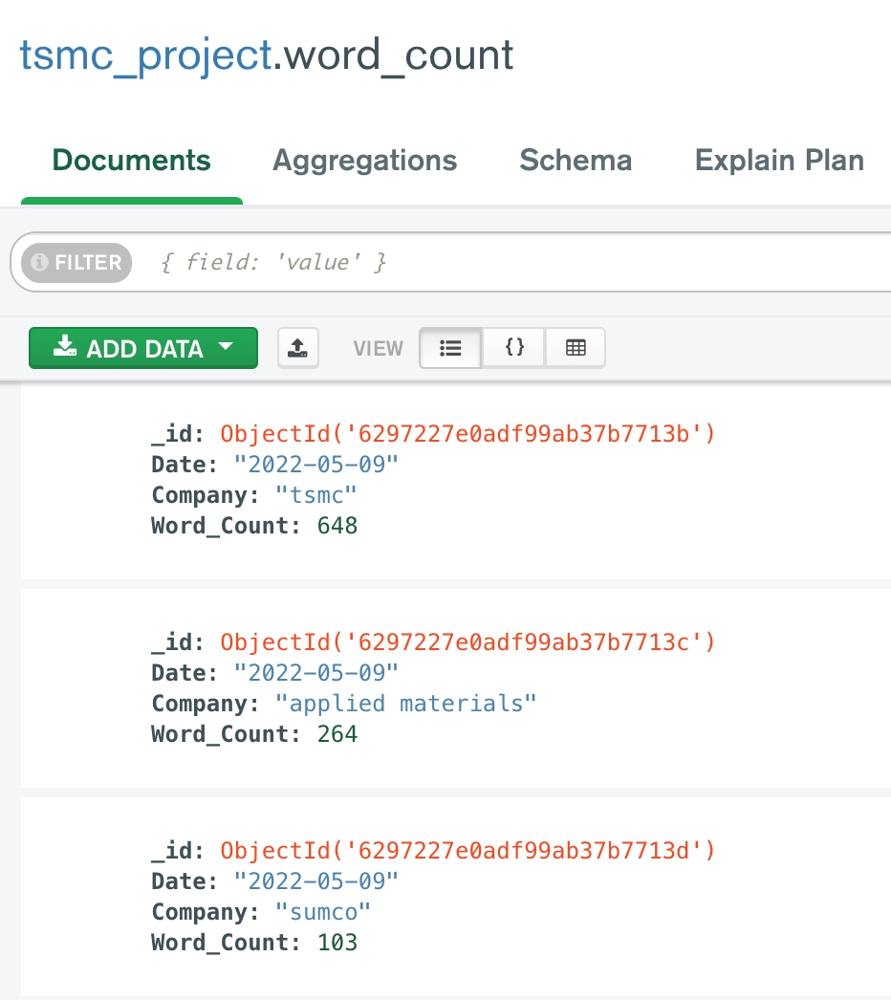 tsmc_project.word_count
Documents Aggregations Schema Explain Plan
FILTER { field: 'value' }
ADD DATA VIEW {}
_id: ObjectId('6297227e0adf99ab37b7713b')
Date: "2022-05-09"
Company: "tsmc"
Word_Count: 648
_id: ObjectId('6297227e0adf99ab37b7713c')
Date: "2022-05-09"
Company: "applied materials"
Word_Count: 264
_id: ObjectId('6297227e0adf99ab37b7713d')
Date: "2022-05-09"
Company: "sumco"
Word_Count: 103